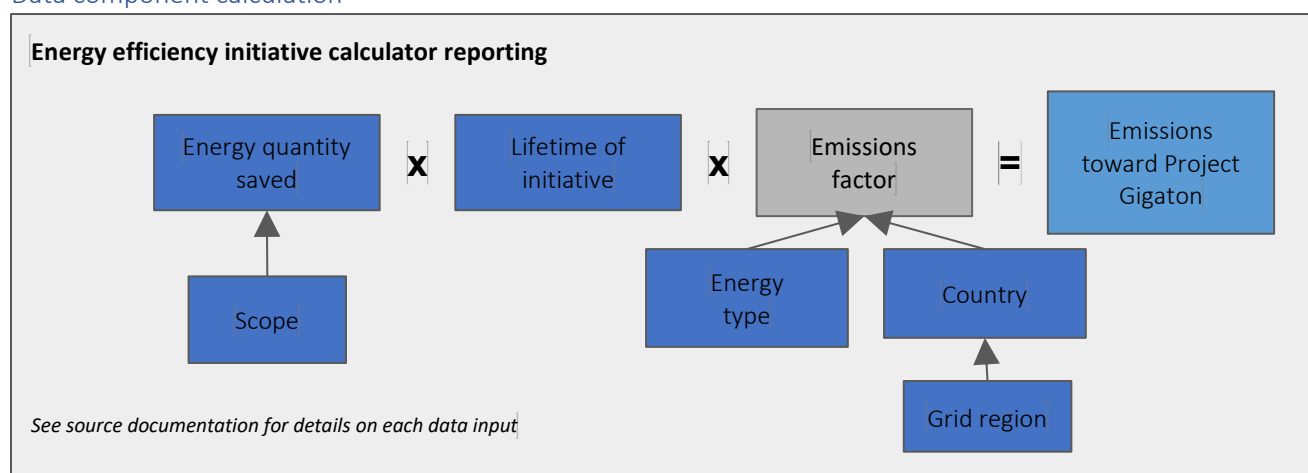 Data component calculation
Energy efficiency initiative calculator reporting
Energy quantity
saved
x
Lifetime of
initiative
x
Emissions
factor
=
Emissions
toward Project
Gigaton
Scope
Energy
type
Country
Grid region
See source documentation for details on each data input